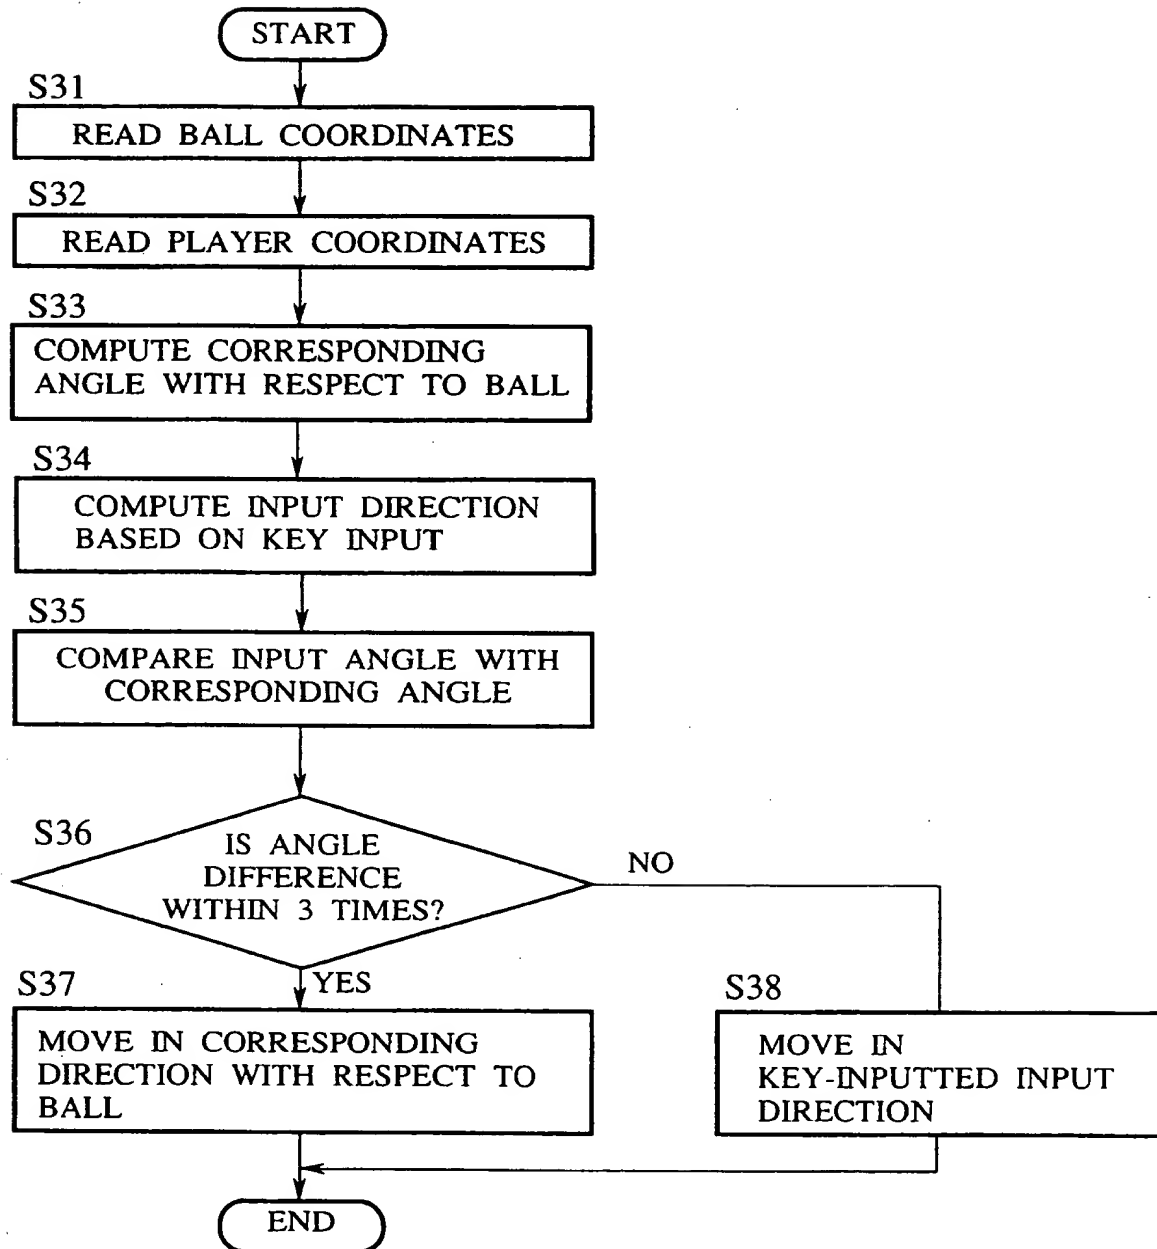 START
S31
READ BALL COORDINATES
S32
READ PLAYER COORDINATES
S33
COMPUTE CORRESPONDING
ANGLE WITH RESPECT TO BALL
S34
COMPUTE INPUT DIRECTION
BASED ON KEY INPUT
S35
COMPARE INPUT ANGLE WITH
CORRESPONDING ANGLE
S36
IS ANGLE
DIFFERENCE
WITHIN 3 TIMES?
NO
YES
S37
MOVE IN CORRESPONDING
DIRECTION WITH RESPECT TO
BALL
S38
MOVE IN
KEY-INPUTTED INPUT
DIRECTION
END